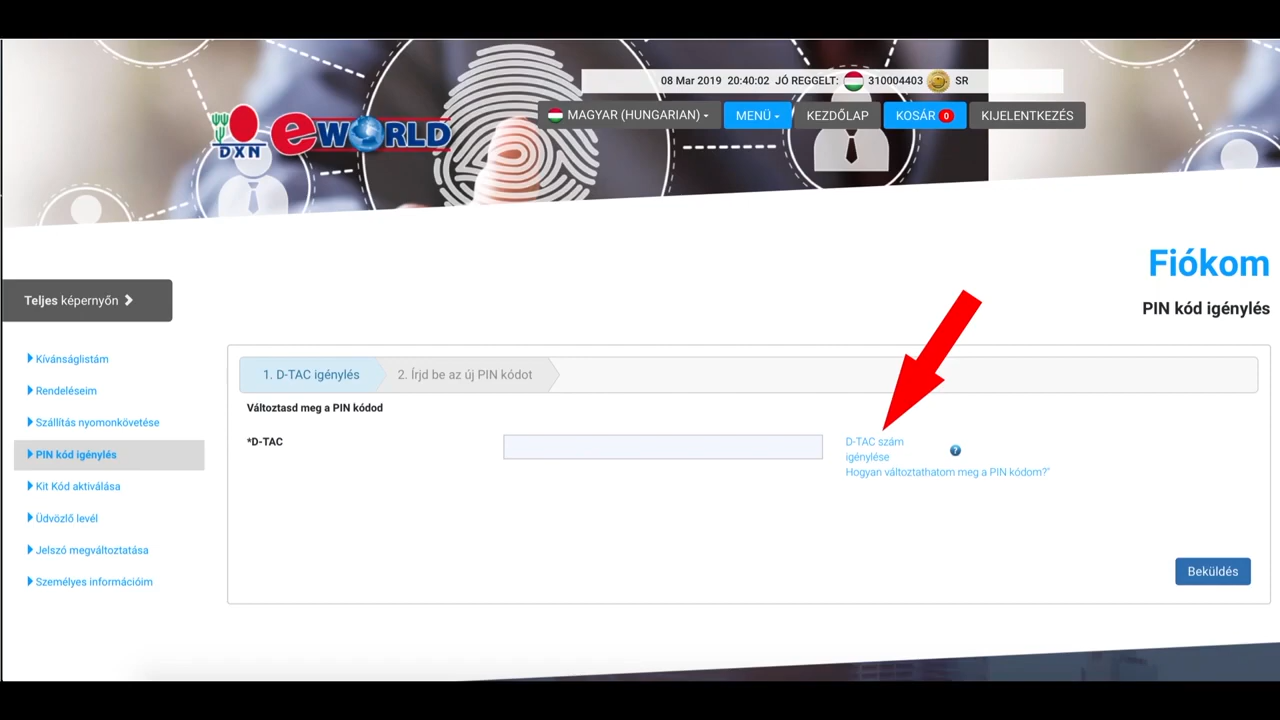 08 Mar 2019 20:40:02 JÓ REGGELT: 310004403 SR
MAGYAR (HUNGARIAN) MENÜ KEZDŐLAP KOSÁR 0 KIJELENTKEZÉS
DXN eWORLD
Fiókom
PIN kód igénylés
Teljes képernyőn
Kívánságlistám
Rendeléseim
Szállítás nyomonkövetése
PIN kód igénylés
Kit Kód aktiválása
Üdvözlő levél
Jelszó megváltoztatása
Személyes információim
1. D-TAC igénylés 2. Írjd be az új PIN kódot
Változtasd meg a PIN kódod
*D-TAC
D-TAC szám
igénylése ?
Hogyan változtathatom meg a PIN kódom?"
Beküldés